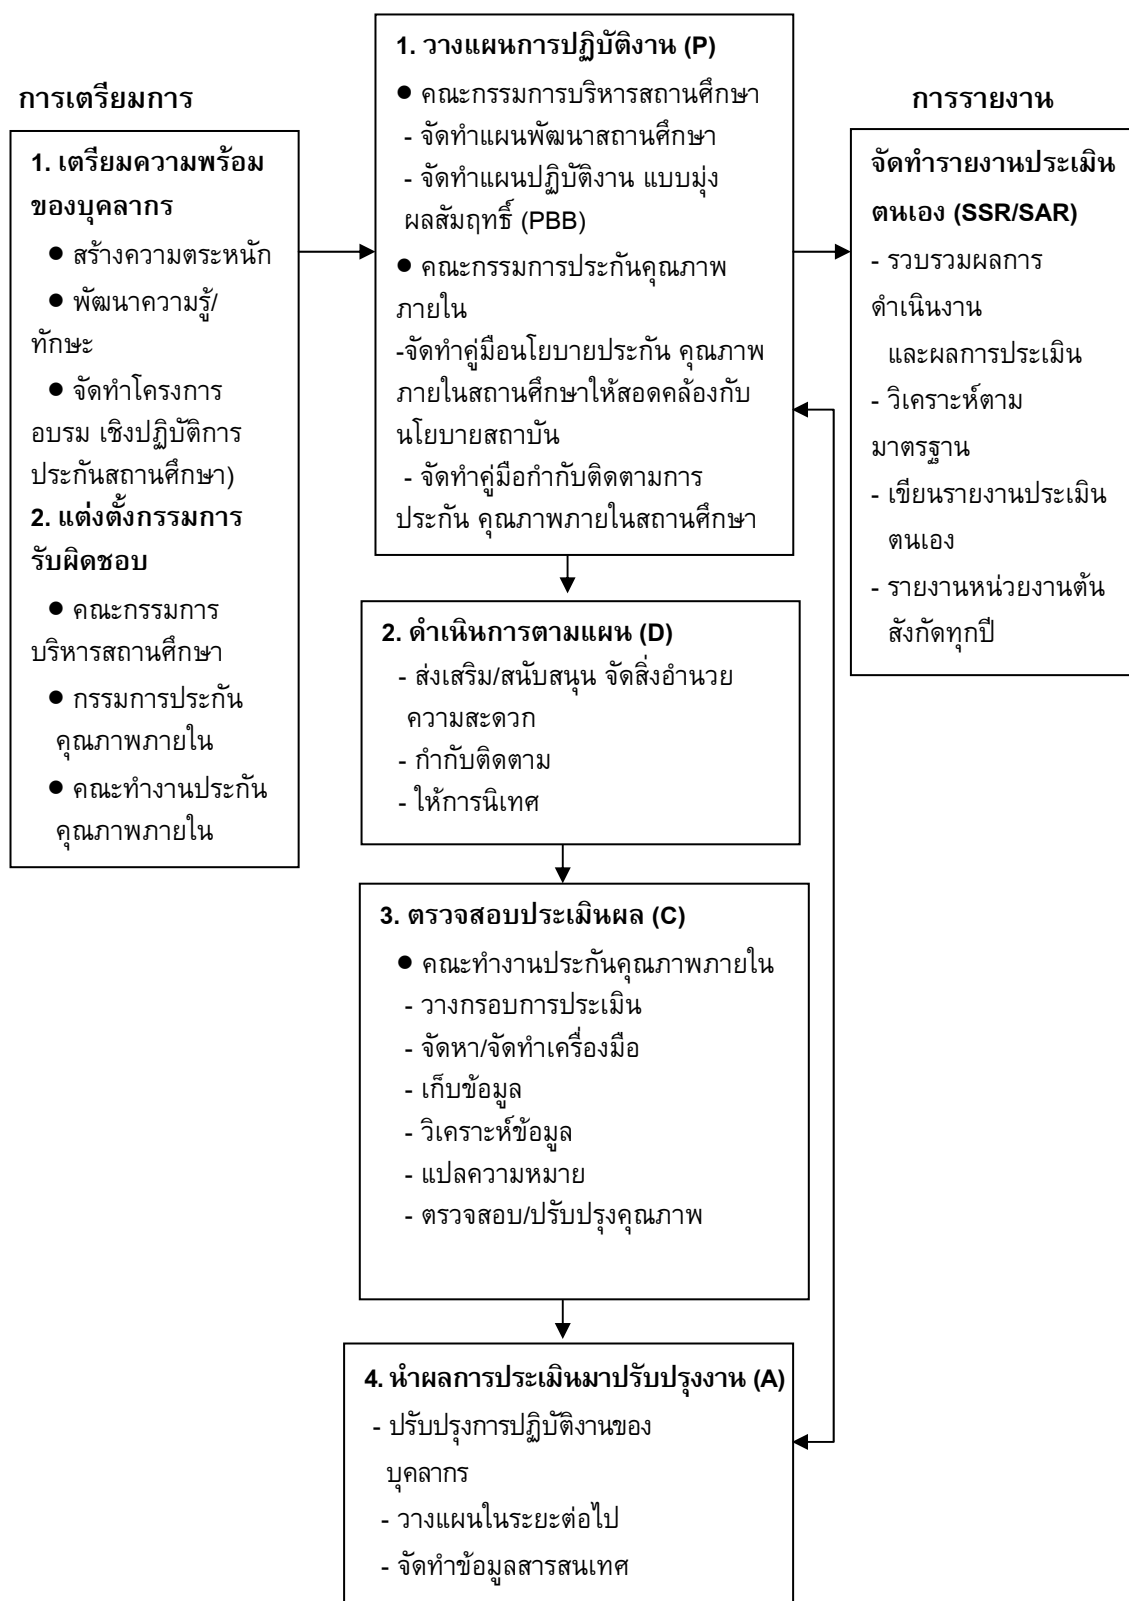 การเตรียมการ
1. เตรียมความพร้อม
ของบุคลากร
● สร้างความตระหนัก
● พัฒนาความรู้/
ทักษะ
● จัดทำโครงการ
อบรม เชิงปฏิบัติการ
ประกันสถานศึกษา)
2. แต่งตั้งกรรมการ
รับผิดชอบ
● คณะกรรมการ
บริหารสถานศึกษา
● กรรมการประกัน
คุณภาพภายใน
● คณะทำงานประกัน
คุณภาพภายใน
1. วางแผนการปฏิบัติงาน (P)
● คณะกรรมการบริหารสถานศึกษา
- จัดทำแผนพัฒนาสถานศึกษา
- จัดทำแผนปฏิบัติงาน แบบมุ่ง
ผลสัมฤทธิ์ (PBB)
● คณะกรรมการประกันคุณภาพ
ภายใน
-จัดทำคู่มือนโยบายประกัน คุณภาพ
ภายในสถานศึกษาให้สอดคล้องกับ
นโยบายสถาบัน
- จัดทำคู่มือกำกับติดตามการ
ประกัน คุณภาพภายในสถานศึกษา
2. ดำเนินการตามแผน (D)
- ส่งเสริม/สนับสนุน จัดสิ่งอำนวย
ความสะดวก
- กำกับติดตาม
- ให้การนิเทศ
3. ตรวจสอบประเมินผล (C)
● คณะทำงานประกันคุณภาพภายใน
- วางกรอบการประเมิน
- จัดหา/จัดทำเครื่องมือ
- เก็บข้อมูล
- วิเคราะห์ข้อมูล
- แปลความหมาย
- ตรวจสอบ/ปรับปรุงคุณภาพ
4. นำผลการประเมินมาปรับปรุงงาน (A)
- ปรับปรุงการปฏิบัติงานของ
บุคลากร
- วางแผนในระยะต่อไป
- จัดทำข้อมูลสารสนเทศ
การรายงาน
จัดทำรายงานประเมิน
ตนเอง (SSR/SAR)
- รวบรวมผลการ
ดำเนินงาน
และผลการประเมิน
- วิเคราะห์ตาม
มาตรฐาน
- เขียนรายงานประเมิน
ตนเอง
- รายงานหน่วยงานต้น
สังกัดทุกปี